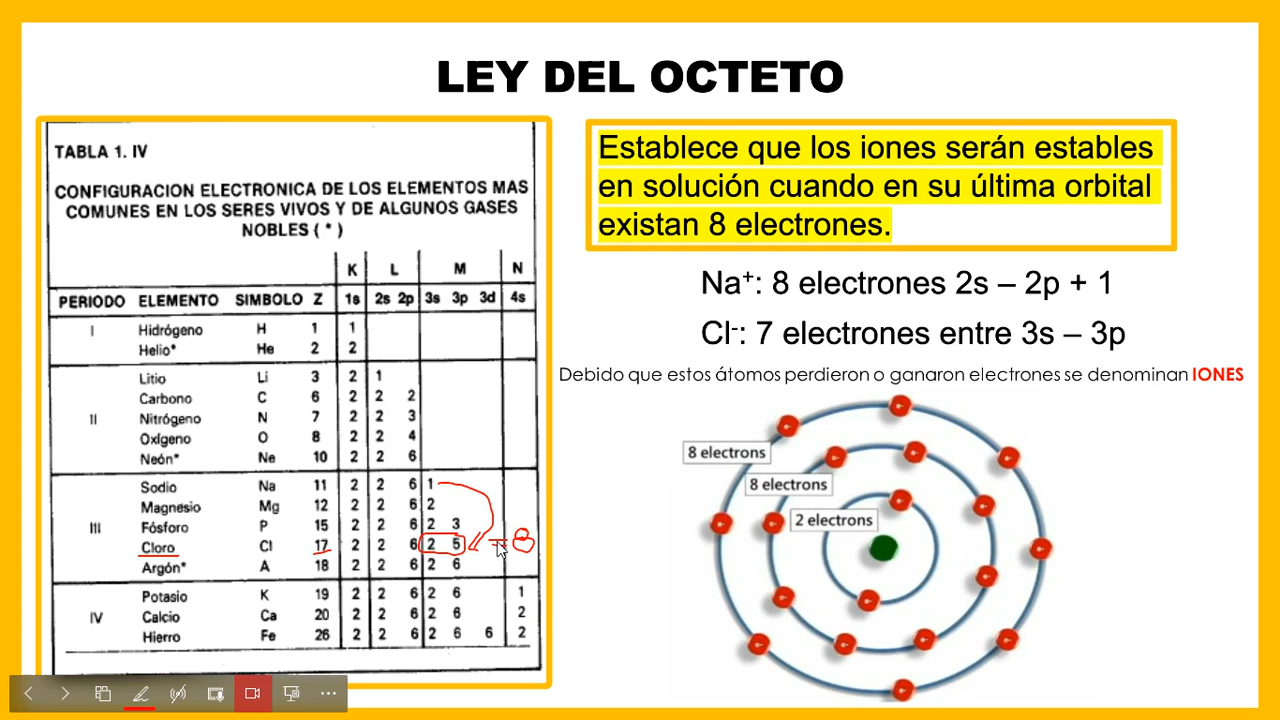 LEY DEL OCTETO
TABLA 1. IV
CONFIGURACION ELECTRONICA DE LOS ELEMENTOS MAS
COMUNES EN LOS SERES VIVOS Y DE ALGUNOS GASES
NOBLES ( * )
K L M N
PERIODO ELEMENTO SIMBOLO Z 1s 2s 2p 3s 3p 3d 4s
I Hidrógeno H 1 1
Helio* He 2 2
Litio Li 3 2 1
Carbono C 6 2 2 2
II Nitrógeno N 7 2 2 3
Oxígeno O 8 2 2 4
Neón* Ne 10 2 2 6
Sodio Na 11 2 2 6 1
Magnesio Mg 12 2 2 6 2
III Fósforo P 15 2 2 6 2 3
Cloro Cl 17 2 2 6 2 5 = 8
Argón* A 18 2 2 6 2 6
Potasio K 19 2 2 6 2 6 1
IV Calcio Ca 20 2 2 6 2 6 2
Hierro Fe 26 2 2 6 2 6 6 2
Establece que los iones serán estables
en solución cuando en su última orbital
existan 8 electrones.
Na⁺: 8 electrones 2s – 2p + 1
Cl⁻: 7 electrones entre 3s – 3p
Debido que estos átomos perdieron o ganaron electrones se denominan IONES
8 electrons
8 electrons
2 electrons